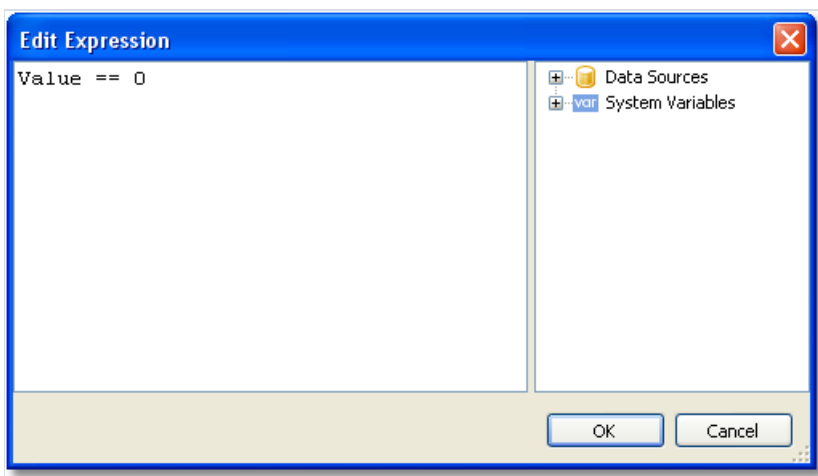 Edit Expression
Value == 0
Data Sources
var System Variables
OK Cancel